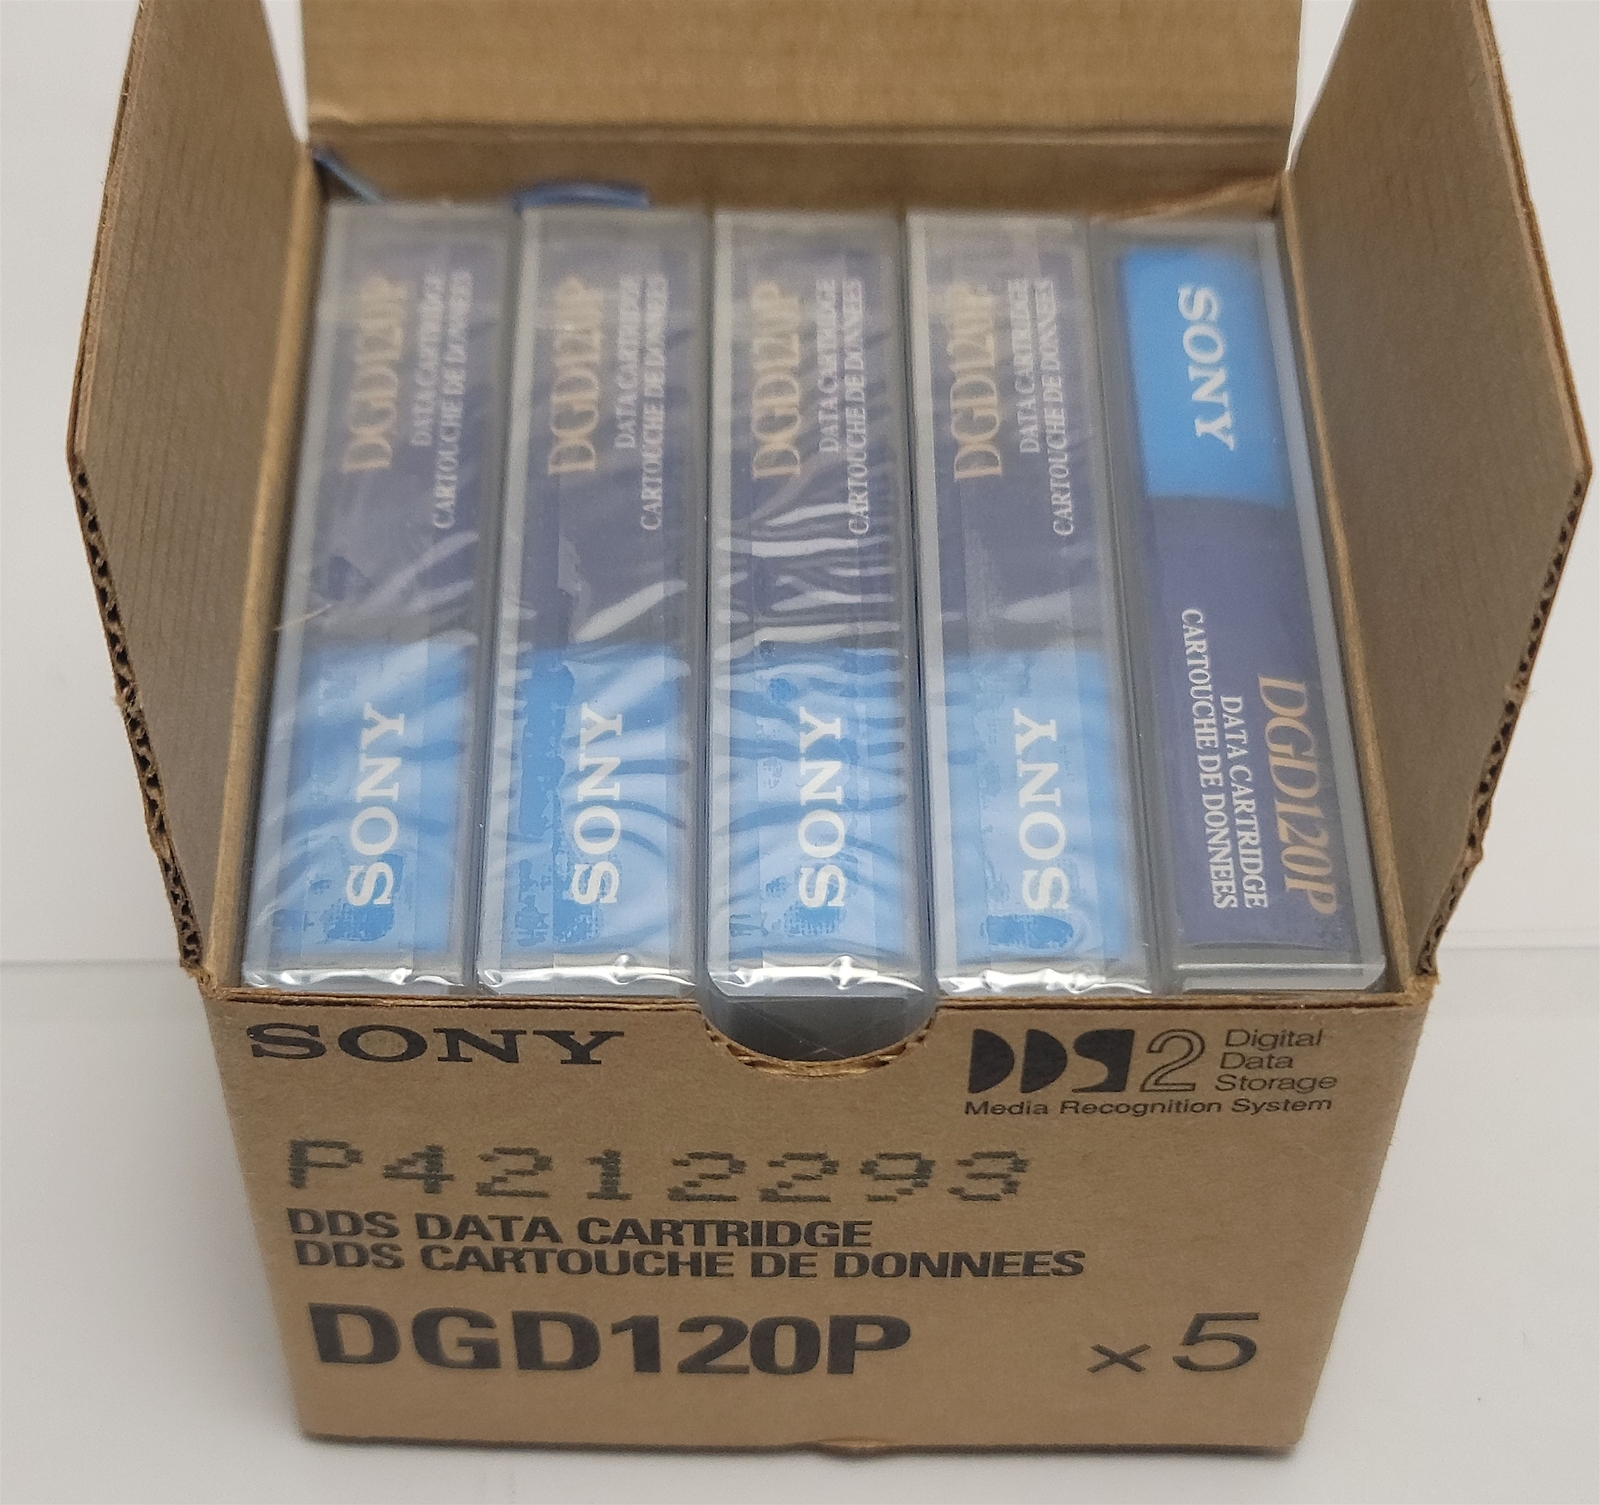 DGD120P
DATA CARTRIDGE
CARTOUCHE DE DONNEES
SONY
DGD120P
DATA CARTRIDGE
CARTOUCHE DE DONNEES
SONY
DGD120P
DATA CARTRIDGE
CARTOUCHE DE DONNEES
SONY
DGD120P
DATA CARTRIDGE
CARTOUCHE DE DONNEES
SONY
SONY
DGD120P
DATA CARTRIDGE
CARTOUCHE DE DONNEES
SONY
DDS2 Digital
Data
Storage
Media Recognition System
P4212293
DDS DATA CARTRIDGE
DDS CARTOUCHE DE DONNEES
DGD120P x5